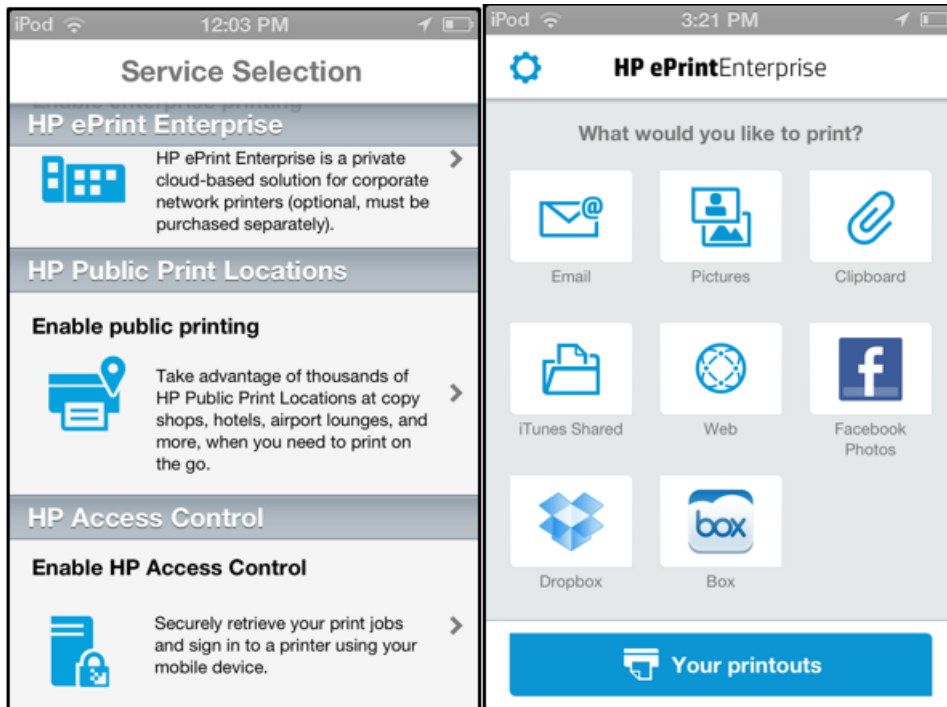 iPod 12:03 PM
Service Selection
Enable enterprise printing
HP ePrint Enterprise
HP ePrint Enterprise is a private
cloud-based solution for corporate
network printers (optional, must be
purchased separately).
HP Public Print Locations
Enable public printing
Take advantage of thousands of
HP Public Print Locations at copy
shops, hotels, airport lounges, and
more, when you need to print on
the go.
HP Access Control
Enable HP Access Control
Securely retrieve your print jobs
and sign in to a printer using your
mobile device.
iPod 3:21 PM
HP ePrintEnterprise
What would you like to print?
@
Email Pictures Clipboard
f
iTunes Shared Web Facebook
Photos
box
Dropbox Box
Your printouts